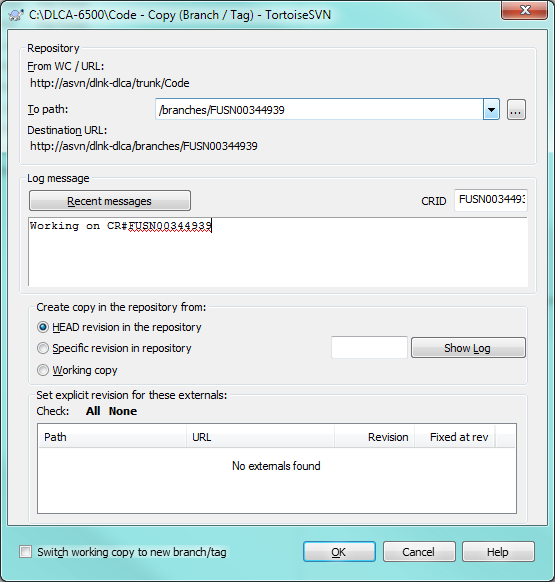 C:\DLCA-6500\Code - Copy (Branch / Tag) - TortoiseSVN
Repository
From WC / URL:
http://asvn/dlnk-dlca/trunk/Code
To path: /branches/FUSN00344939 ...
Destination URL:
http://asvn/dlnk-dlca/branches/FUSN00344939
Log message
Recent messages CRID FUSN0034493
Working on CR#FUSN00344939
Create copy in the repository from:
HEAD revision in the repository
Specific revision in repository Show Log
Working copy
Set explicit revision for these externals:
Check: All None
Path URL Revision Fixed at rev
No externals found
Switch working copy to new branch/tag OK Cancel Help